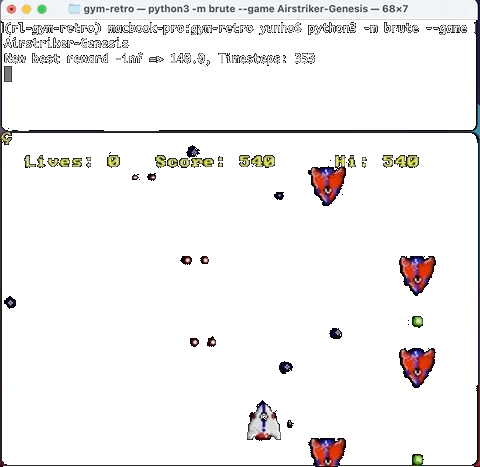 gym-retro — python3 -m brute --game Airstriker-Genesis — 68×7
(rl-gym-retro) macbook-pro:gym-retro yunho$ python3 -m brute --game
Airstriker-Genesis
New best reward -inf => 148.0, Timesteps: 353
Lives: 0 Score: 540 Hi: 540